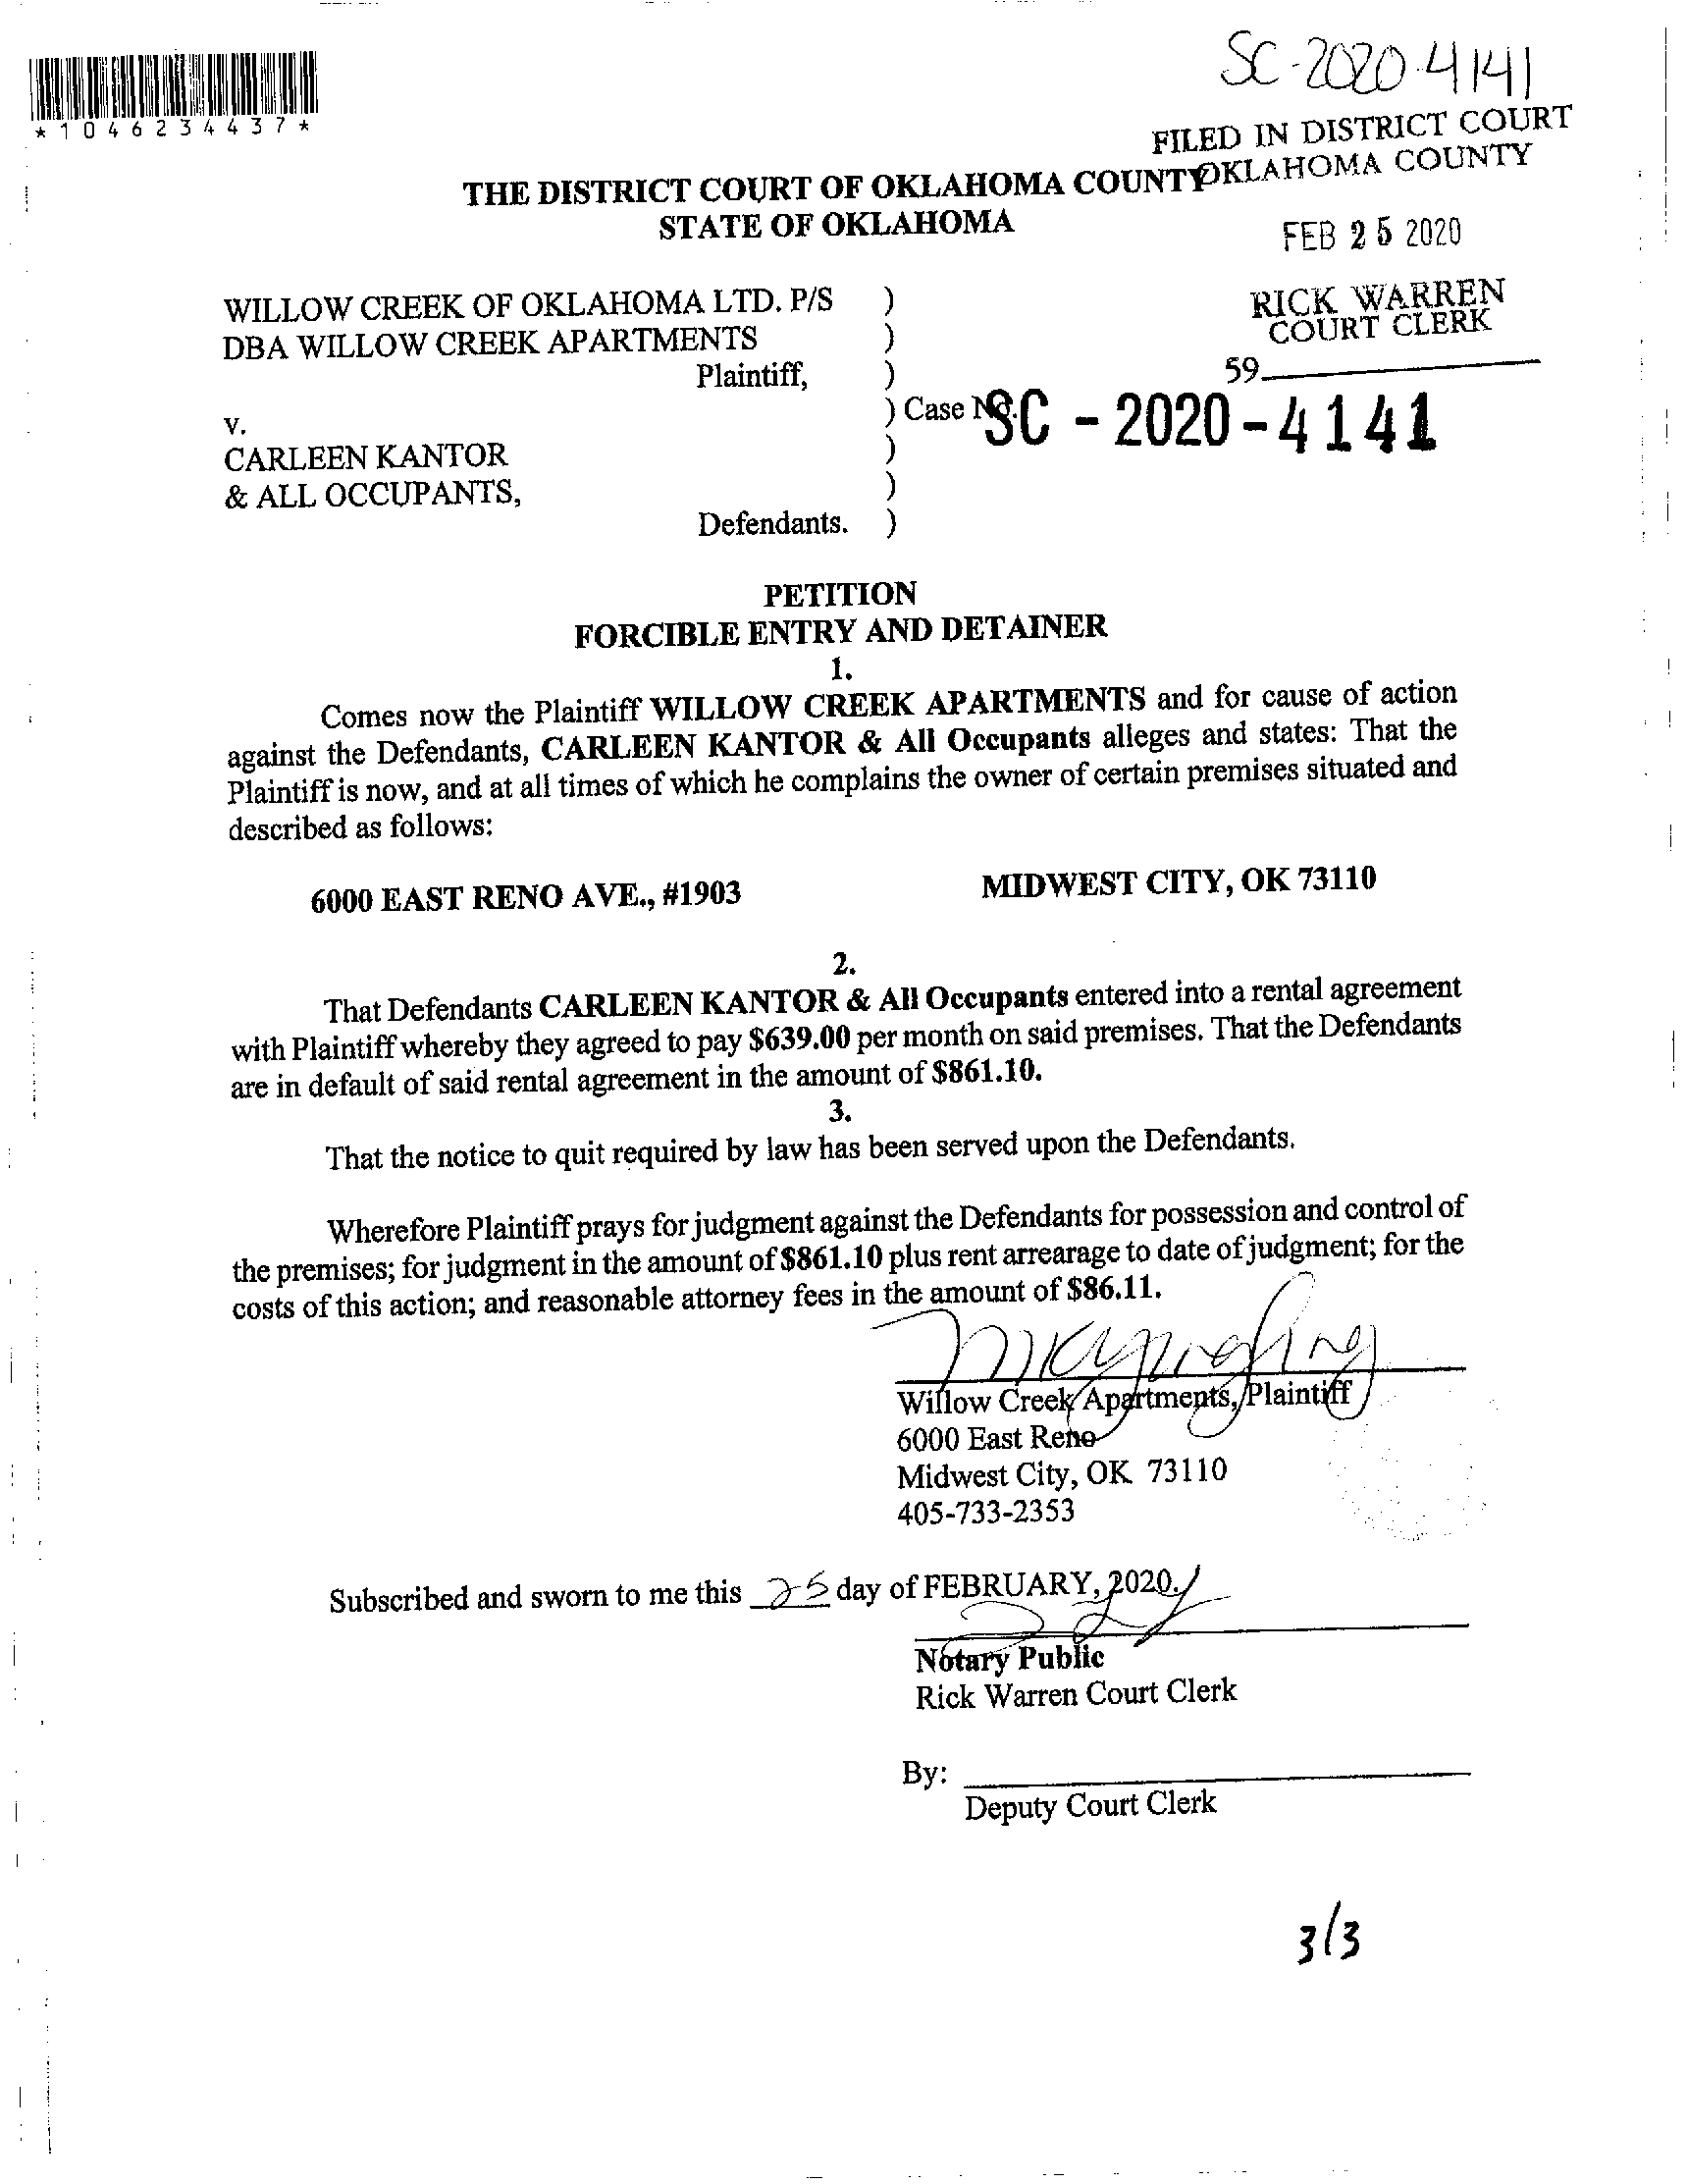 SC-2020-4141
*1046234437*
FILED IN DISTRICT COURT
OKLAHOMA COUNTY
THE DISTRICT COURT OF OKLAHOMA COUNTY
STATE OF OKLAHOMA
FEB 25 2020
RICK WARREN
COURT CLERK
59
WILLOW CREEK OF OKLAHOMA LTD. P/S )
DBA WILLOW CREEK APARTMENTS )
Plaintiff, )
) Case No. SC - 2020 - 4141
v.
CARLEEN KANTOR )
& ALL OCCUPANTS, )
Defendants. )
PETITION
FORCIBLE ENTRY AND DETAINER
1.
Comes now the Plaintiff WILLOW CREEK APARTMENTS and for cause of action
against the Defendants, CARLEEN KANTOR & All Occupants alleges and states: That the
Plaintiff is now, and at all times of which he complains the owner of certain premises situated and
described as follows:
6000 EAST RENO AVE., #1903 MIDWEST CITY, OK 73110
2.
That Defendants CARLEEN KANTOR & All Occupants entered into a rental agreement
with Plaintiff whereby they agreed to pay $639.00 per month on said premises. That the Defendants
are in default of said rental agreement in the amount of $861.10.
3.
That the notice to quit required by law has been served upon the Defendants.
Wherefore Plaintiff prays for judgment against the Defendants for possession and control of
the premises; for judgment in the amount of $861.10 plus rent arrearage to date of judgment; for the
costs of this action; and reasonable attorney fees in the amount of $86.11.
Willow Creek Apartments, Plaintiff
6000 East Reno
Midwest City, OK 73110
405-733-2353
Subscribed and sworn to me this 25 day of FEBRUARY, 2020.
Notary Public
Rick Warren Court Clerk
By:
Deputy Court Clerk
3/3